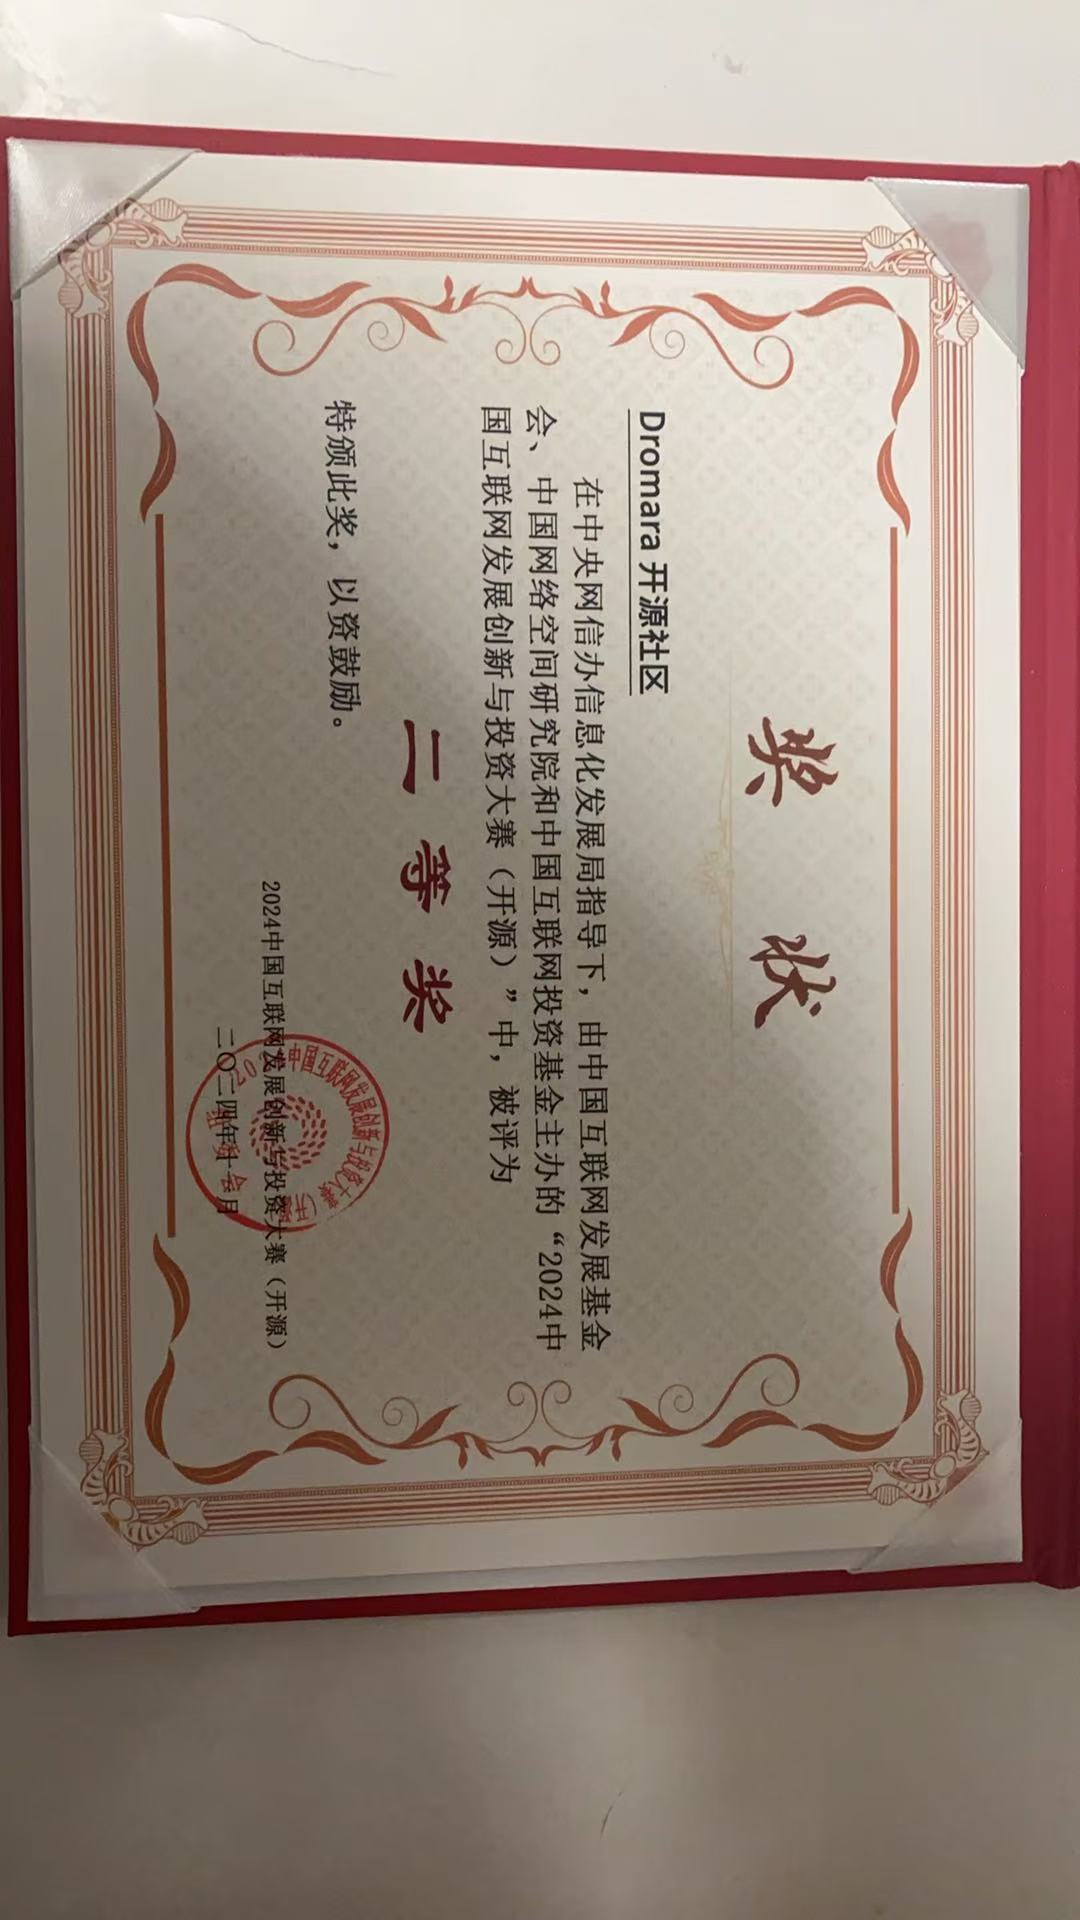 奖 状
Dromara 开源社区
在中央网信办信息化发展局指导下，由中国互联网发展基金
会、中国网络空间研究院和中国互联网投资基金主办的“2024中
国互联网发展创新与投资大赛（开源）”中，被评为
二 等 奖
特颁此奖，以资鼓励。
2024中国互联网发展创新与投资大赛（开源）
二〇二四年十一月